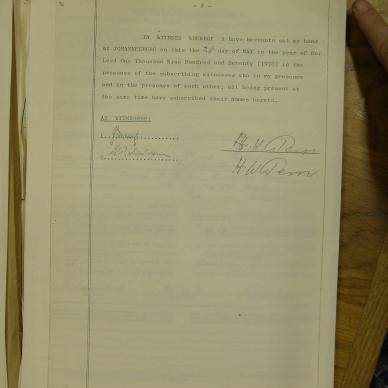 IN WITNESS WHEREOF I have hereunto set my hand
at JOHANNESBURG on this the day of MAY in the year of Our
Lord One Thousand Nine Hundred and Seventy (1970) in the
presence of the subscribing witnesses who in my presence
and in the presence of each other, all being present at
the same time have subscribed their names hereto.
AS WITNESSES:
1.
2.